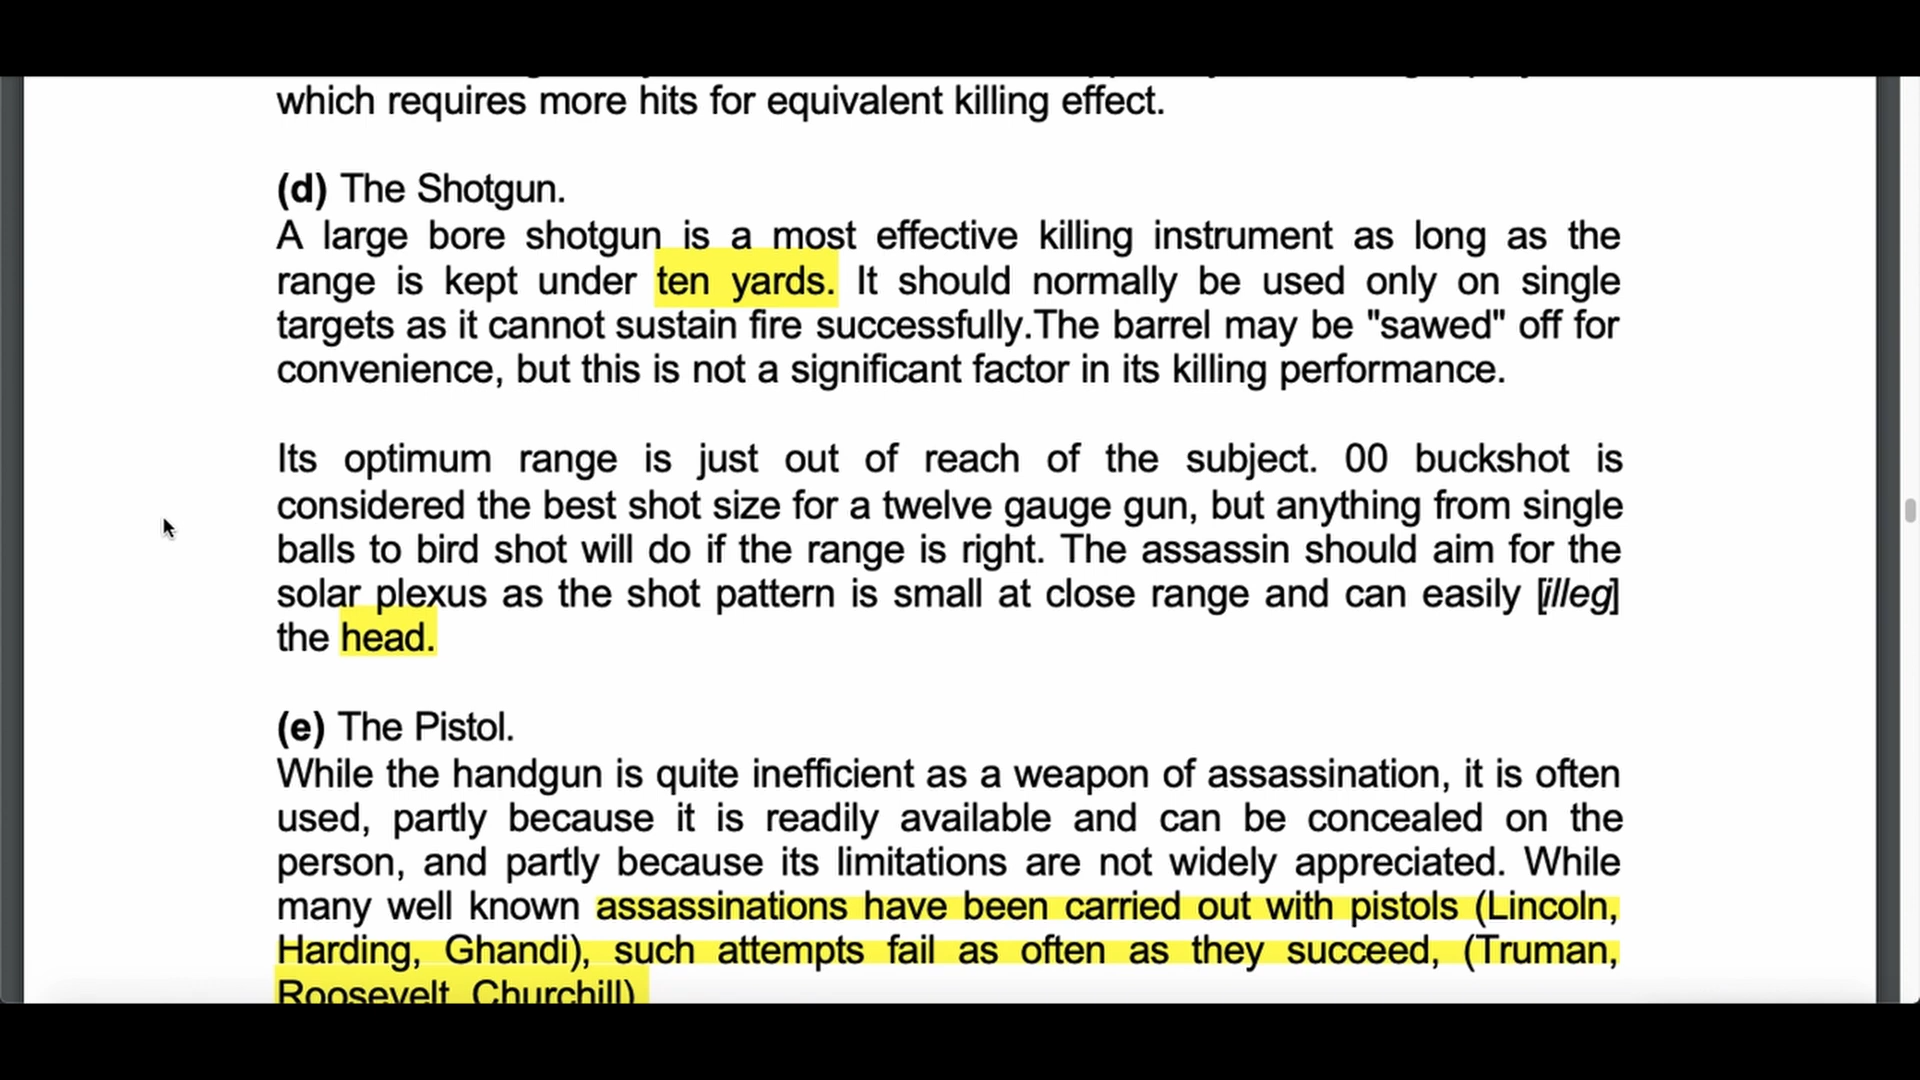 which requires more hits for equivalent killing effect.
(d) The Shotgun.
A large bore shotgun is a most effective killing instrument as long as the
range is kept under ten yards. It should normally be used only on single
targets as it cannot sustain fire successfully.The barrel may be "sawed" off for
convenience, but this is not a significant factor in its killing performance.
Its optimum range is just out of reach of the subject. 00 buckshot is
considered the best shot size for a twelve gauge gun, but anything from single
balls to bird shot will do if the range is right. The assassin should aim for the
solar plexus as the shot pattern is small at close range and can easily [illeg]
the head.
(e) The Pistol.
While the handgun is quite inefficient as a weapon of assassination, it is often
used, partly because it is readily available and can be concealed on the
person, and partly because its limitations are not widely appreciated. While
many well known assassinations have been carried out with pistols (Lincoln,
Harding, Ghandi), such attempts fail as often as they succeed, (Truman,
Roosevelt, Churchill)